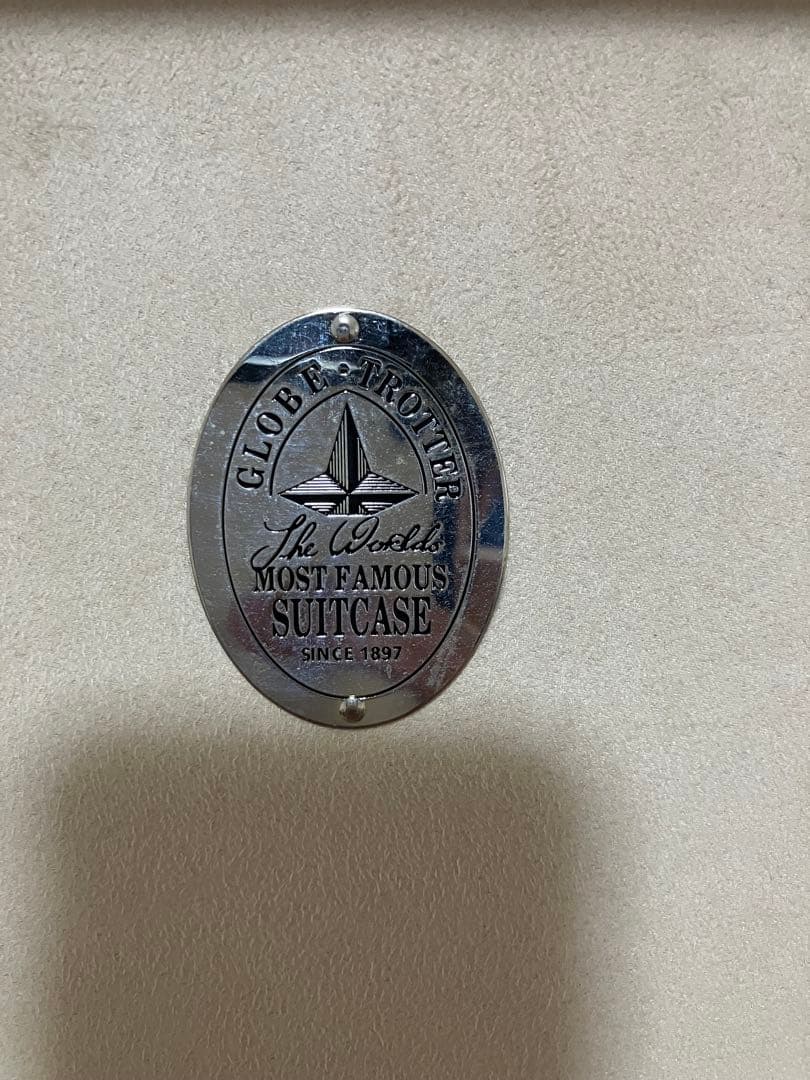 GLOBE • TROTTER
The Worlds
MOST FAMOUS
SUITCASE
SINCE 1897